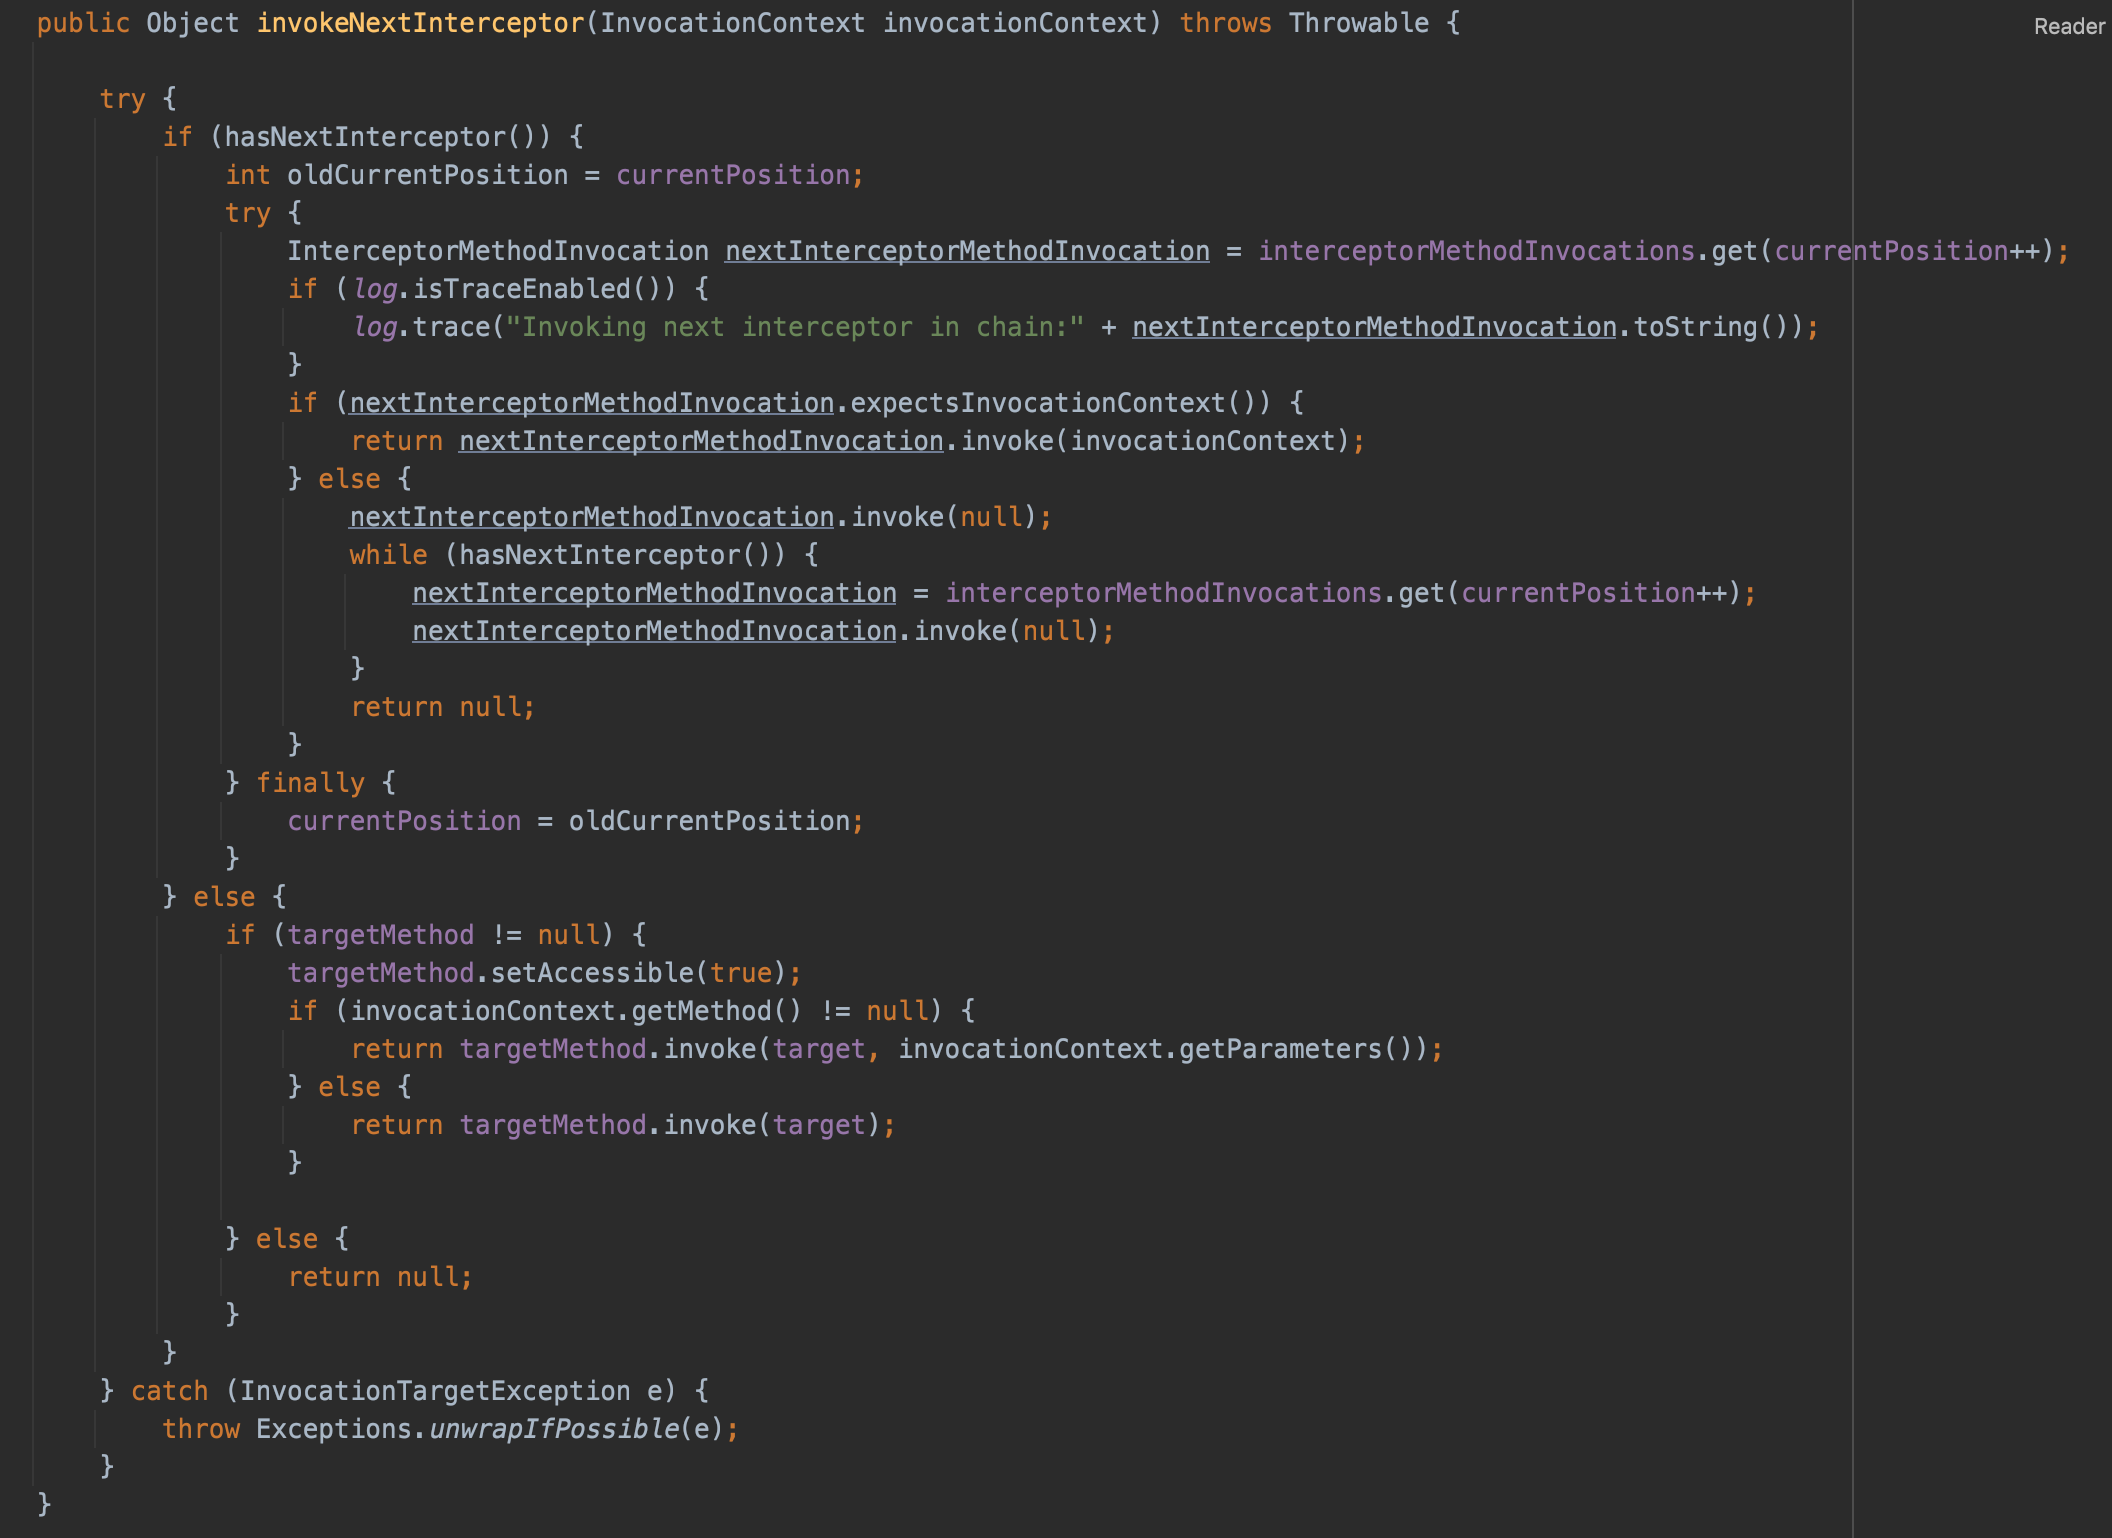 public Object invokeNextInterceptor(InvocationContext invocationContext) throws Throwable {
Reader
try {
if (hasNextInterceptor()) {
int oldCurrentPosition = currentPosition;
try {
InterceptorMethodInvocation nextInterceptorMethodInvocation = interceptorMethodInvocations.get(currentPosition++);
if (log.isTraceEnabled()) {
log.trace("Invoking next interceptor in chain:" + nextInterceptorMethodInvocation.toString());
}
if (nextInterceptorMethodInvocation.expectsInvocationContext()) {
return nextInterceptorMethodInvocation.invoke(invocationContext);
} else {
nextInterceptorMethodInvocation.invoke(null);
while (hasNextInterceptor()) {
nextInterceptorMethodInvocation = interceptorMethodInvocations.get(currentPosition++);
nextInterceptorMethodInvocation.invoke(null);
}
return null;
}
} finally {
currentPosition = oldCurrentPosition;
}
} else {
if (targetMethod != null) {
targetMethod.setAccessible(true);
if (invocationContext.getMethod() != null) {
return targetMethod.invoke(target, invocationContext.getParameters());
} else {
return targetMethod.invoke(target);
}
} else {
return null;
}
}
} catch (InvocationTargetException e) {
throw Exceptions.unwrapIfPossible(e);
}
}